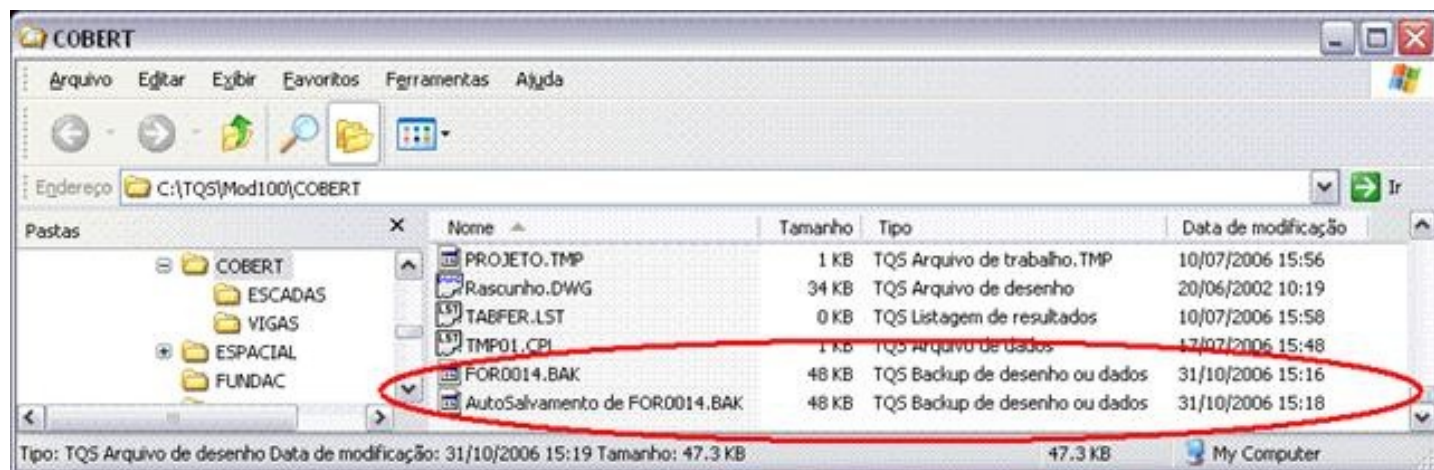 COBERT
Arquivo Editar Exibir Favoritos Ferramentas Ajuda
Endereço C:\TQS\Mod100\COBERT Ir
Pastas × Nome Tamanho Tipo Data de modificação
COBERT
ESCADAS
VIGAS
ESPACIAL
FUNDAC
PROJETO.TMP 1 KB TQS Arquivo de trabalho.TMP 10/07/2006 15:56
Rascunho.DWG 34 KB TQS Arquivo de desenho 20/06/2002 10:19
TABFER.LST 0 KB TQS Listagem de resultados 10/07/2006 15:58
TMP01.CPI 1 KB TQS Arquivo de dados 17/07/2006 15:48
FOR0014.BAK 48 KB TQS Backup de desenho ou dados 31/10/2006 15:16
AutoSalvamento de FOR0014.BAK 48 KB TQS Backup de desenho ou dados 31/10/2006 15:18
Tipo: TQS Arquivo de desenho Data de modificação: 31/10/2006 15:19 Tamanho: 47.3 KB 47.3 KB My Computer